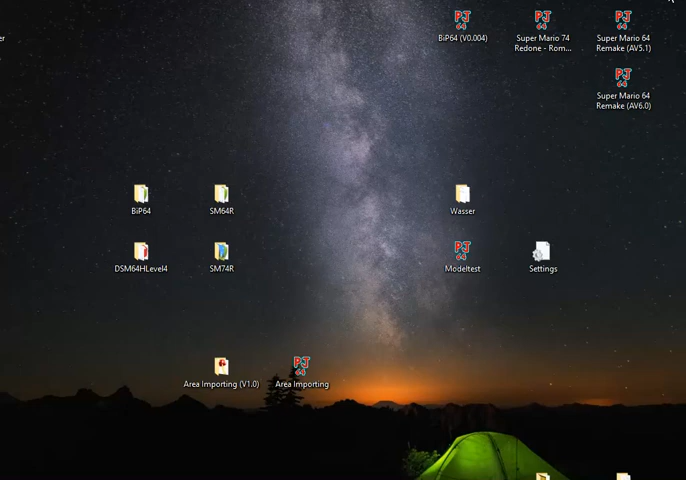 er
BiP64 (V0.004)
Super Mario 74
Redone - Rom...
Super Mario 64
Remake (AV5.1)
Super Mario 64
Remake (AV6.0)
BiP64
SM64R
Wasser
DSM64HLevel4
SM74R
Modeltest
Settings
Area Importing (V1.0)
Area Importing